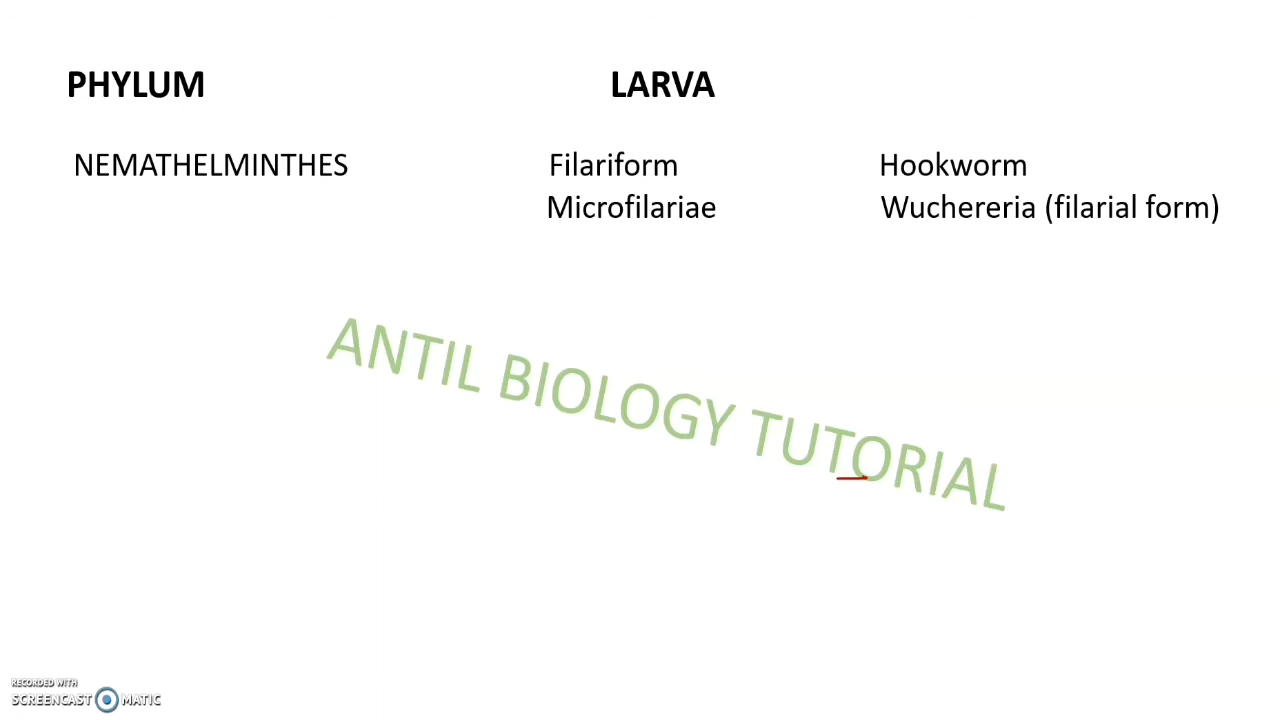 PHYLUM LARVA
NEMATHELMINTHES Filariform Hookworm
Microfilariae Wuchereria (filarial form)
ANTIL BIOLOGY TUTORIAL
RECORDED WITH
SCREENCAST MATIC